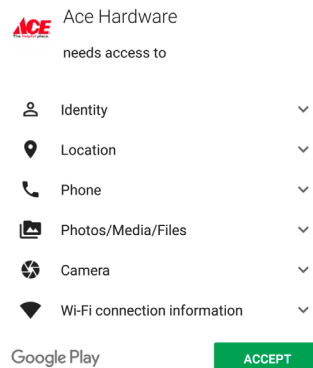 ACE
The helpful place.
Ace Hardware
needs access to
Identity
Location
Phone
Photos/Media/Files
Camera
Wi-Fi connection information
Google Play
ACCEPT